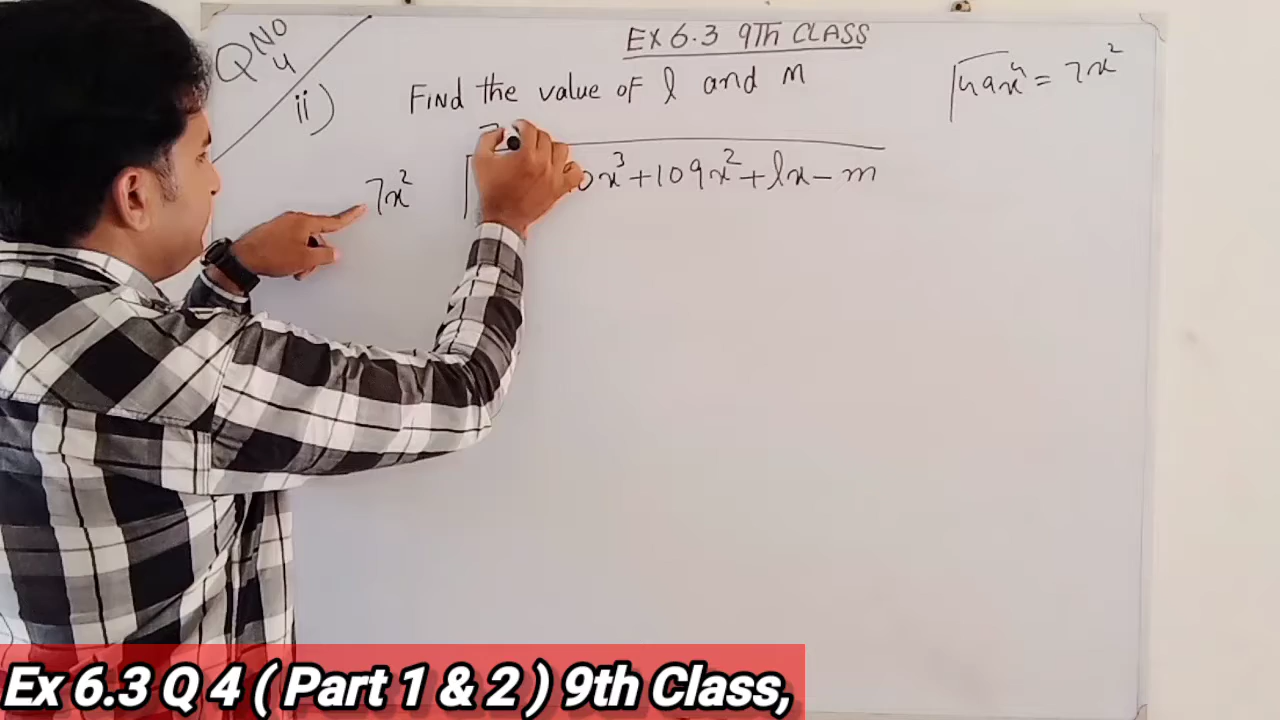 EX 6.3 9TH CLASS
Q NO 4
ii)
FIND the value of l and m
√49x⁴ = 7x²
7x²
0x³+109x²+lx-m
Ex 6.3 Q 4 ( Part 1 & 2 ) 9th Class,